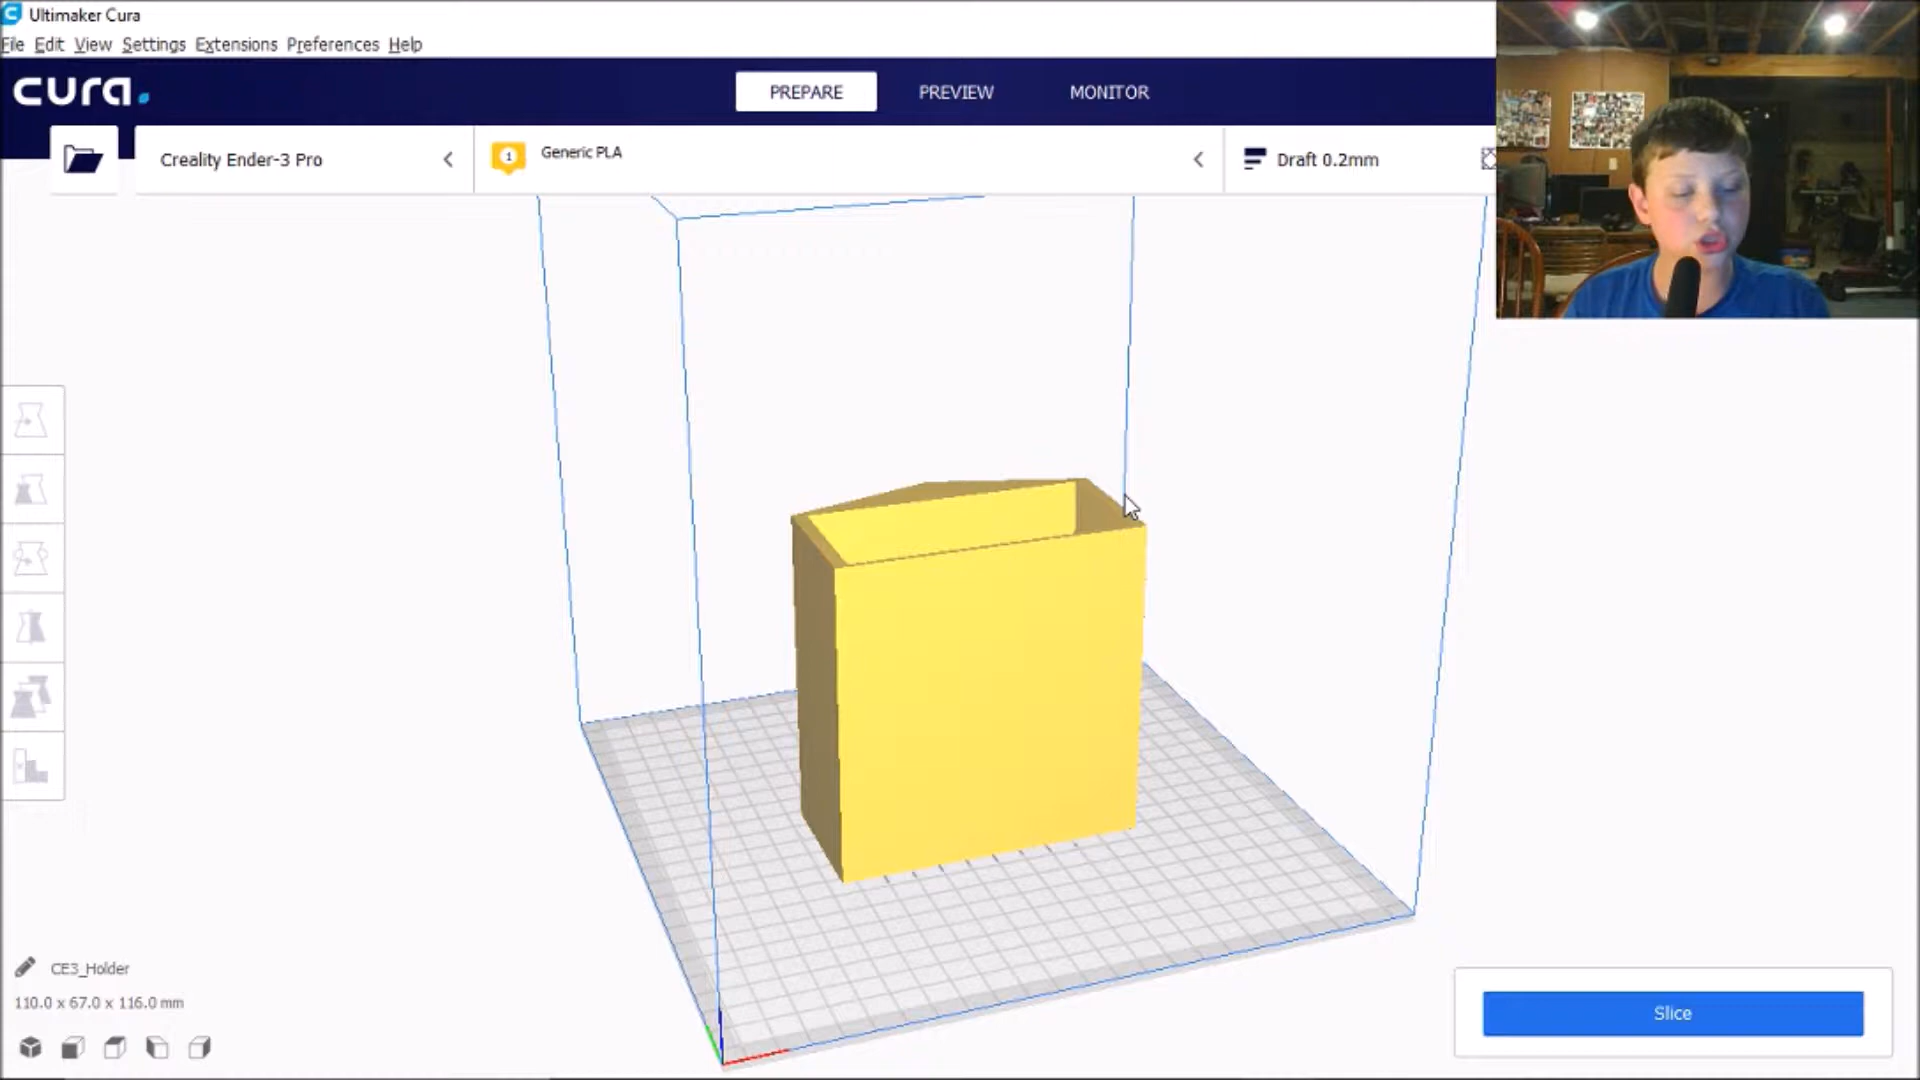 Ultimaker Cura
File Edit View Settings Extensions Preferences Help
cura.
PREPARE PREVIEW MONITOR
Creality Ender-3 Pro
1 Generic PLA
Draft 0.2mm
CE3_Holder
110.0 x 67.0 x 116.0 mm
Slice